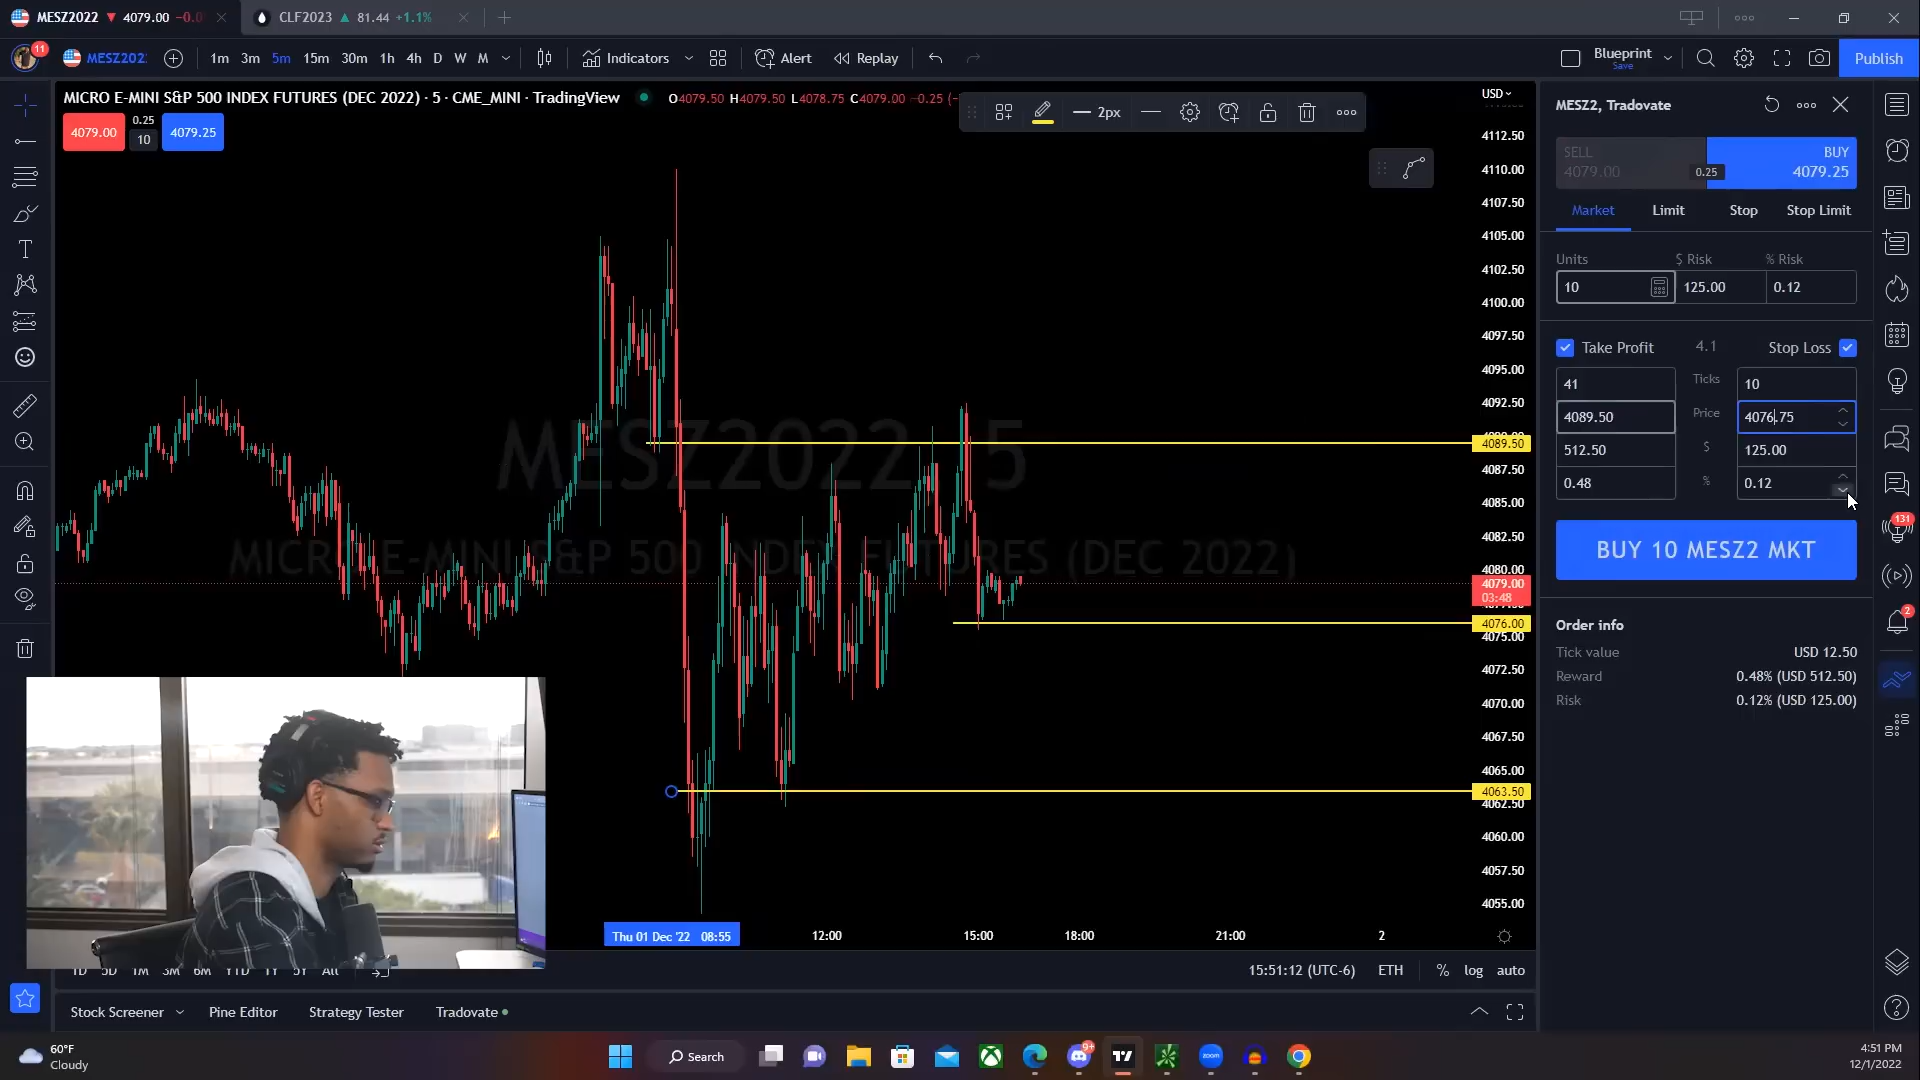 MESZ2022 ▼ 4079.00 −0.0
CLF2023 ▲ 81.44 +1.1%
11
MESZ202
1m 3m 5m 15m 30m 1h 4h D W M
Indicators
Alert
Replay
Blueprint
Save
Publish
MICRO E-MINI S&P 500 INDEX FUTURES (DEC 2022) · 5 · CME_MINI · TradingView
O4079.50 H4079.50 L4078.75 C4079.00 −0.25
4079.00
0.25
10
4079.25
2px
USD
4112.50
4110.00
4107.50
4105.00
4102.50
4100.00
4097.50
4095.00
4092.50
4089.50
4087.50
4085.00
4082.50
4080.00
4079.00
03:48
4076.00
4075.00
4072.50
4070.00
4067.50
4065.00
4063.50
4062.50
4060.00
4057.50
4055.00
MESZ2022 5
MICRO E-MINI S&P 500 INDEX FUTURES (DEC 2022)
Thu 01 Dec '22 08:55
12:00
15:00
18:00
21:00
2
1D 5D 1M 3M 6M YTD 1Y 5Y All
15:51:12 (UTC-6)
ETH
%
log
auto
Stock Screener
Pine Editor
Strategy Tester
Tradovate
MESZ2, Tradovate
SELL
4079.00
0.25
BUY
4079.25
Market
Limit
Stop
Stop Limit
Units
$ Risk
% Risk
10
125.00
0.12
Take Profit
4.1
Stop Loss
41
Ticks
10
4089.50
Price
4076.75
512.50
$
125.00
0.48
%
0.12
BUY 10 MESZ2 MKT
Order info
Tick value
USD 12.50
Reward
0.48% (USD 512.50)
Risk
0.12% (USD 125.00)
131
2
60°F
Cloudy
Search
9+
zoom
4:51 PM
12/1/2022